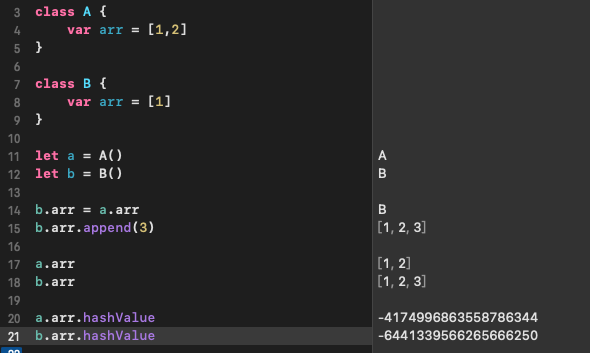 3 class A {
4 var arr = [1,2]
5 }
6
7 class B {
8 var arr = [1]
9 }
10
11 let a = A() A
12 let b = B() B
13
14 b.arr = a.arr B
15 b.arr.append(3) [1, 2, 3]
16
17 a.arr [1, 2]
18 b.arr [1, 2, 3]
19
20 a.arr.hashValue -4174996863558786344
21 b.arr.hashValue -6441339566265666250